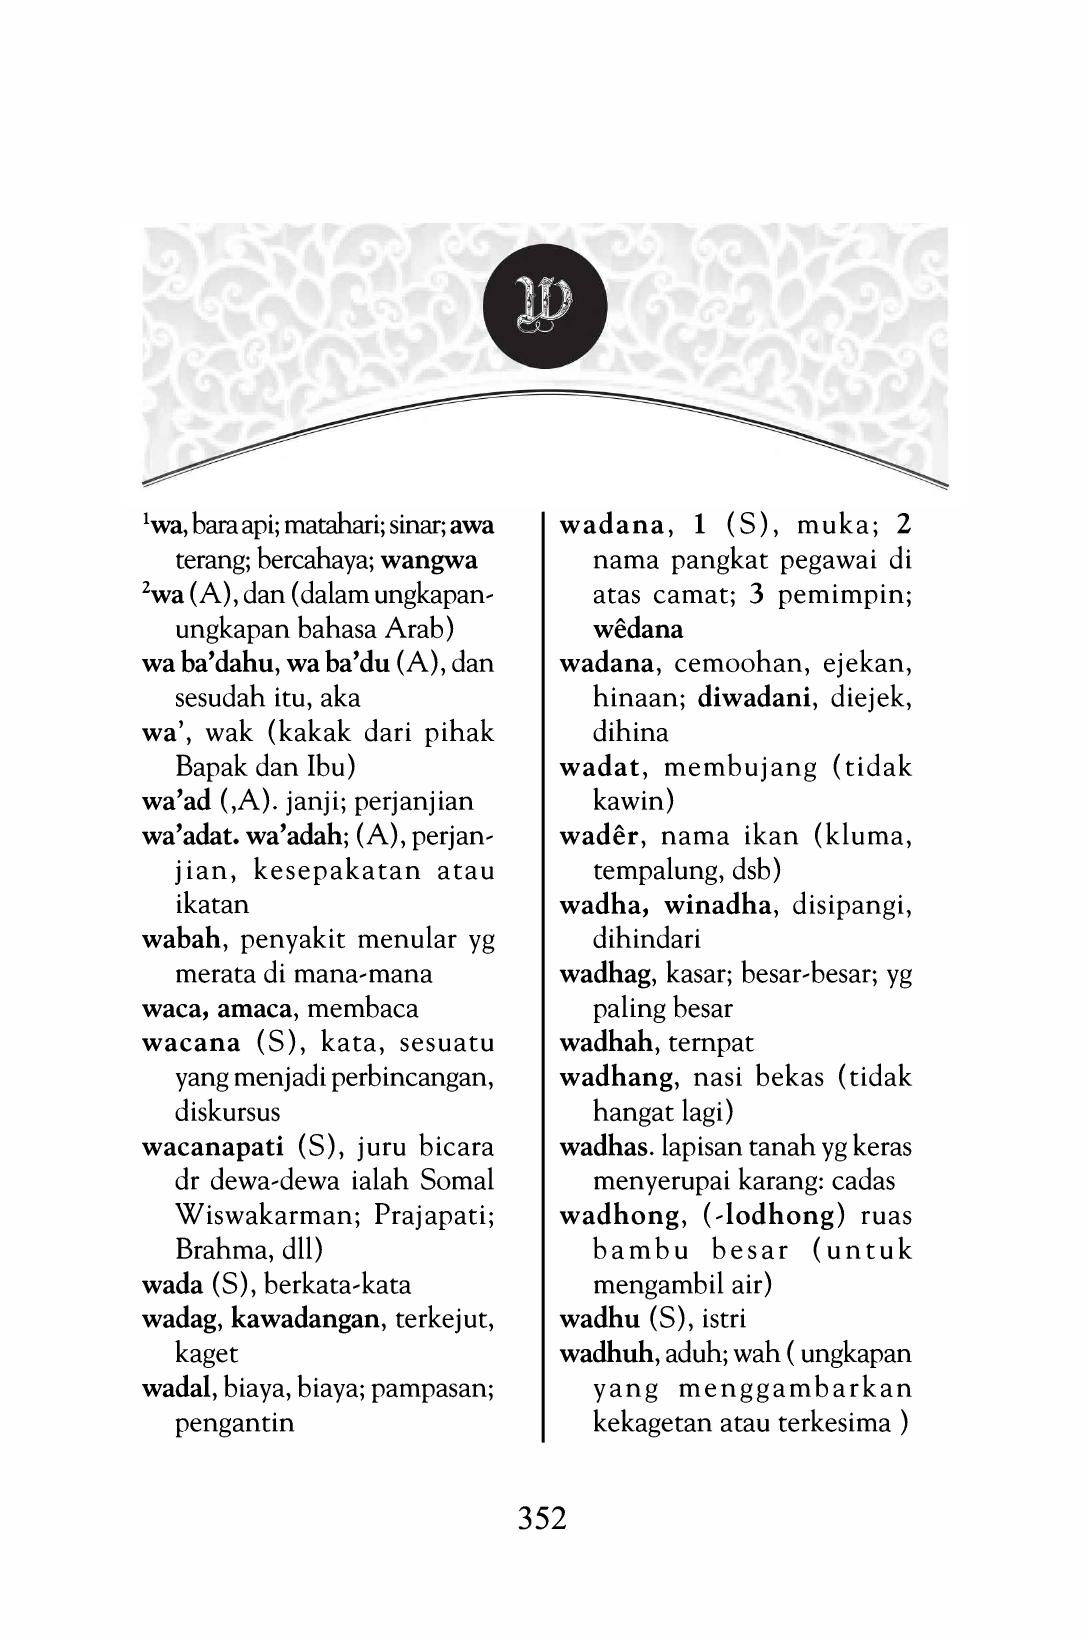 W
¹wa, bara api; matahari; sinar; awa
terang; bercahaya; wangwa
²wa (A), dan (dalam ungkapan-
ungkapan bahasa Arab)
wa ba’dahu, wa ba’du (A), dan
sesudah itu, aka
wa’, wak (kakak dari pihak
Bapak dan Ibu)
wa’ad (,A). janji; perjanjian
wa’adat. wa’adah; (A), perjan-
jian, kesepakatan atau
ikatan
wabah, penyakit menular yg
merata di mana-mana
waca, amaca, membaca
wacana (S), kata, sesuatu
yang menjadi perbincangan,
diskursus
wacanapati (S), juru bicara
dr dewa-dewa ialah Somal
Wiswakarman; Prajapati;
Brahma, dll)
wada (S), berkata-kata
wadag, kawadangan, terkejut,
kaget
wadal, biaya, biaya; pampasan;
pengantin
wadana, 1 (S), muka; 2
nama pangkat pegawai di
atas camat; 3 pemimpin;
wêdana
wadana, cemoohan, ejekan,
hinaan; diwadani, diejek,
dihina
wadat, membujang (tidak
kawin)
wadêr, nama ikan (kluma,
tempalung, dsb)
wadha, winadha, disipangi,
dihindari
wadhag, kasar; besar-besar; yg
paling besar
wadhah, ternpat
wadhang, nasi bekas (tidak
hangat lagi)
wadhas. lapisan tanah yg keras
menyerupai karang: cadas
wadhong, (-lodhong) ruas
bambu besar (untuk
mengambil air)
wadhu (S), istri
wadhuh, aduh; wah ( ungkapan
yang menggambarkan
kekagetan atau terkesima )
352